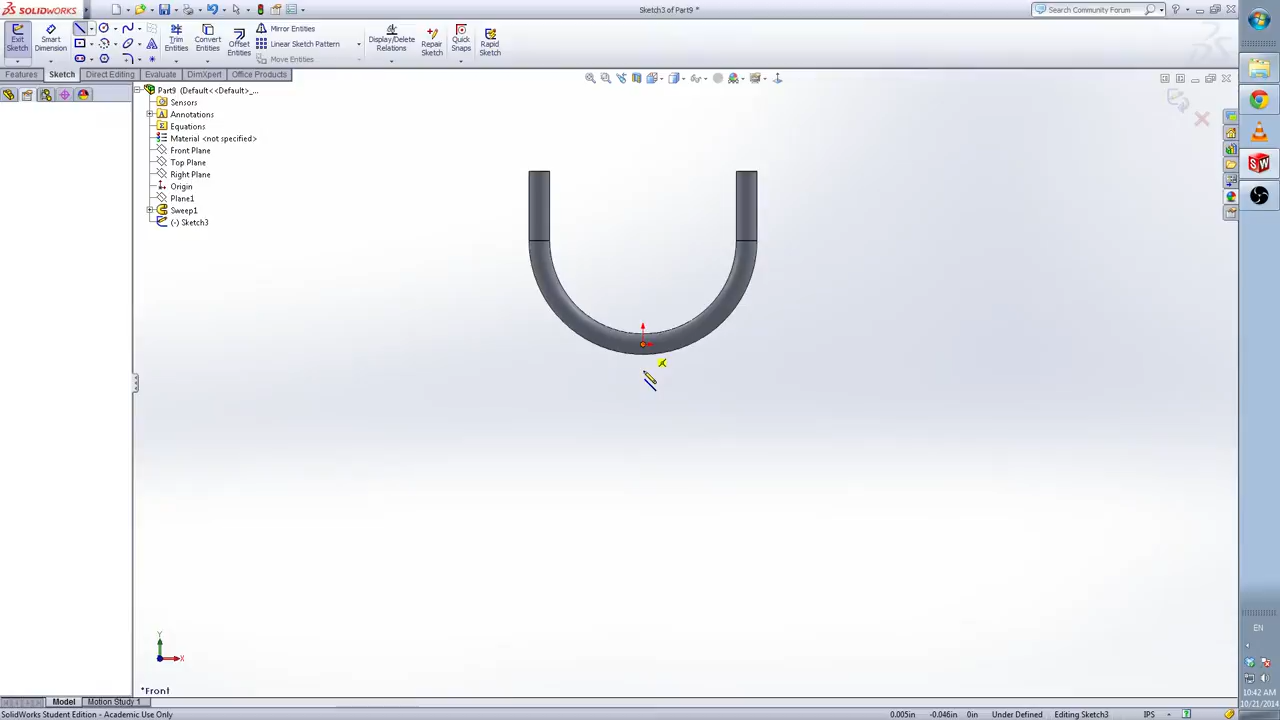 SOLIDWORKS
Sketch3 of Part9 *
Search Community Forum
Exit Sketch
Smart Dimension
Trim Entities
Convert Entities
Offset Entities
Mirror Entities
Linear Sketch Pattern
Move Entities
Display/Delete Relations
Repair Sketch
Quick Snaps
Rapid Sketch
Features
Sketch
Direct Editing
Evaluate
DimXpert
Office Products
Part9 (Default<<Default>_...
Sensors
Annotations
Equations
Material <not specified>
Front Plane
Top Plane
Right Plane
Origin
Plane1
Sweep1
(-) Sketch3
Y
X
*Front
Model
Motion Study 1
SolidWorks Student Edition - Academic Use Only
0.005in
-0.046in
0in
Under Defined
Editing Sketch3
IPS
EN
10:42 AM
10/21/2014